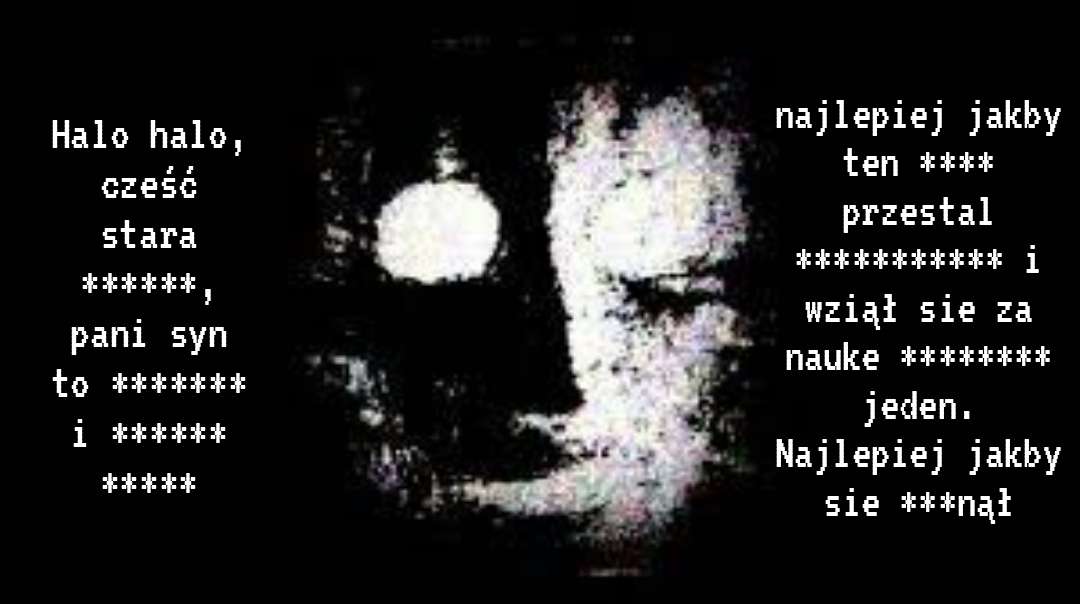 Halo halo,
cześć
stara
******,
pani syn
to *******
i ******
*****
najlepiej jakby
ten ****
przestal
*********** i
wziął sie za
nauke ********
jeden.
Najlepiej jakby
sie ***nął